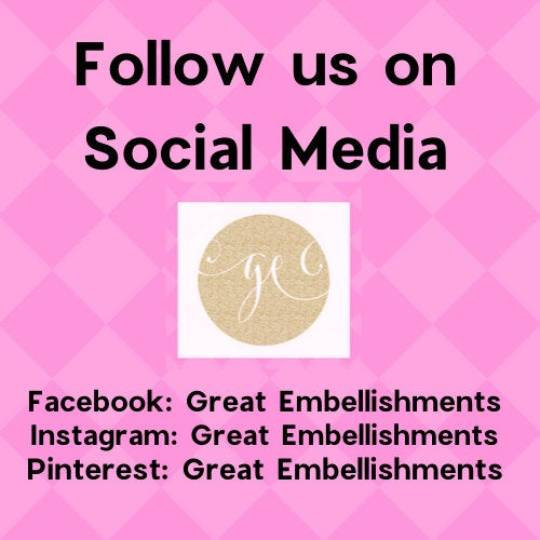 Follow us on
Social Media
ge
Facebook: Great Embellishments
Instagram: Great Embellishments
Pinterest: Great Embellishments